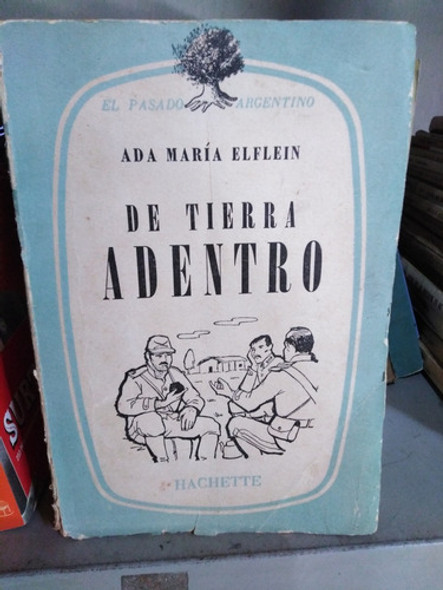 EL PASADO ARGENTINO
ADA MARÍA ELFLEIN
DE TIERRA
ADENTRO
HACHETTE